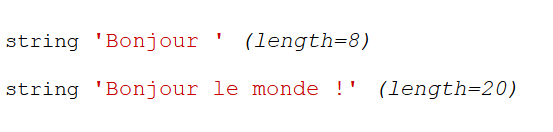 string 'Bonjour ' (length=8)
string 'Bonjour le monde !' (length=20)